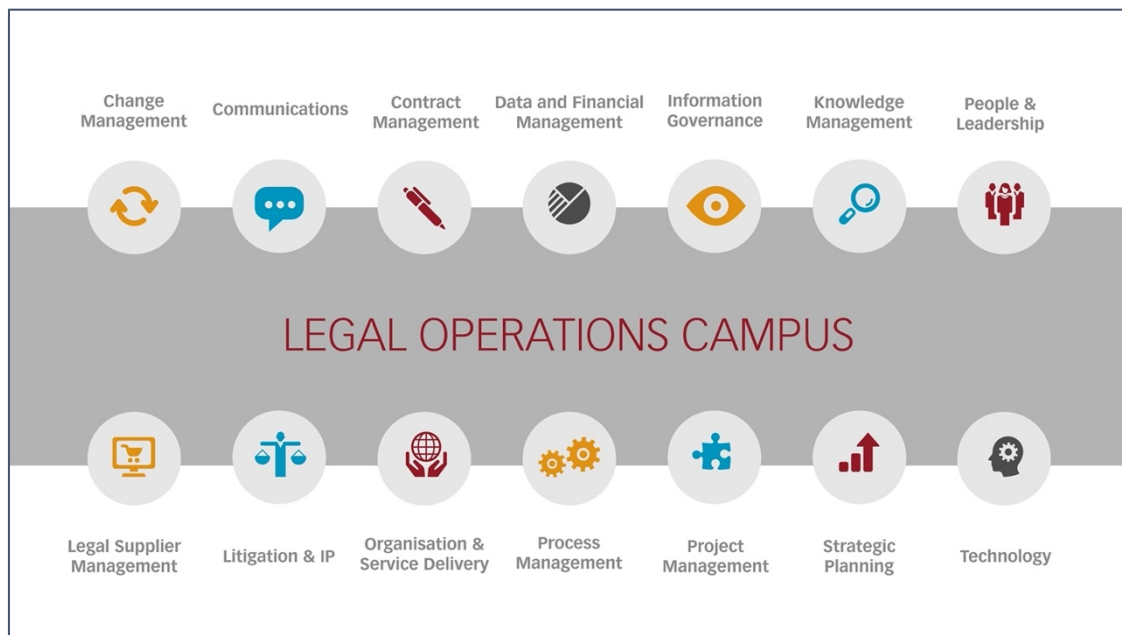 Change
Management
Communications
Contract
Management
Data and Financial
Management
Information
Governance
Knowledge
Management
People &
Leadership
LEGAL OPERATIONS CAMPUS
Legal Supplier
Management
Litigation & IP
Organisation &
Service Delivery
Process
Management
Project
Management
Strategic
Planning
Technology